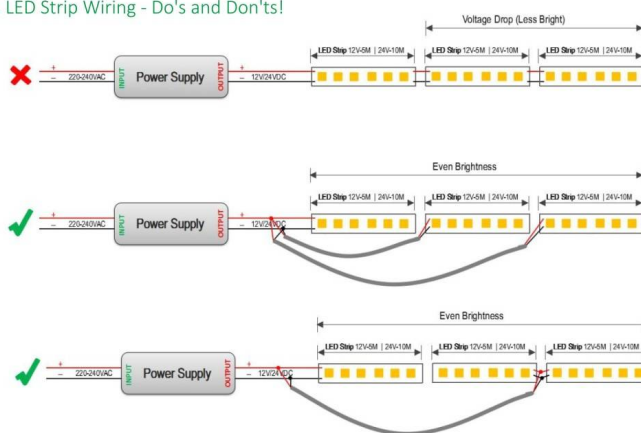 LED Strip Wiring - Do's and Don'ts!
Voltage Drop (Less Bright)
LED Strip 12V-5M | 24V-10M LED Strip 12V-5M | 24V-10M LED Strip 12V-5M | 24V-10M
+ − 220-240VAC INPUT Power Supply OUTPUT + − 12V/24VDC
Even Brightness
LED Strip 12V-5M | 24V-10M LED Strip 12V-5M | 24V-10M LED Strip 12V-5M | 24V-10M
+ − 220-240VAC INPUT Power Supply OUTPUT + − 12V/24VDC
Even Brightness
LED Strip 12V-5M | 24V-10M LED Strip 12V-5M | 24V-10M LED Strip 12V-5M | 24V-10M
+ − 220-240VAC INPUT Power Supply OUTPUT + − 12V/24VDC